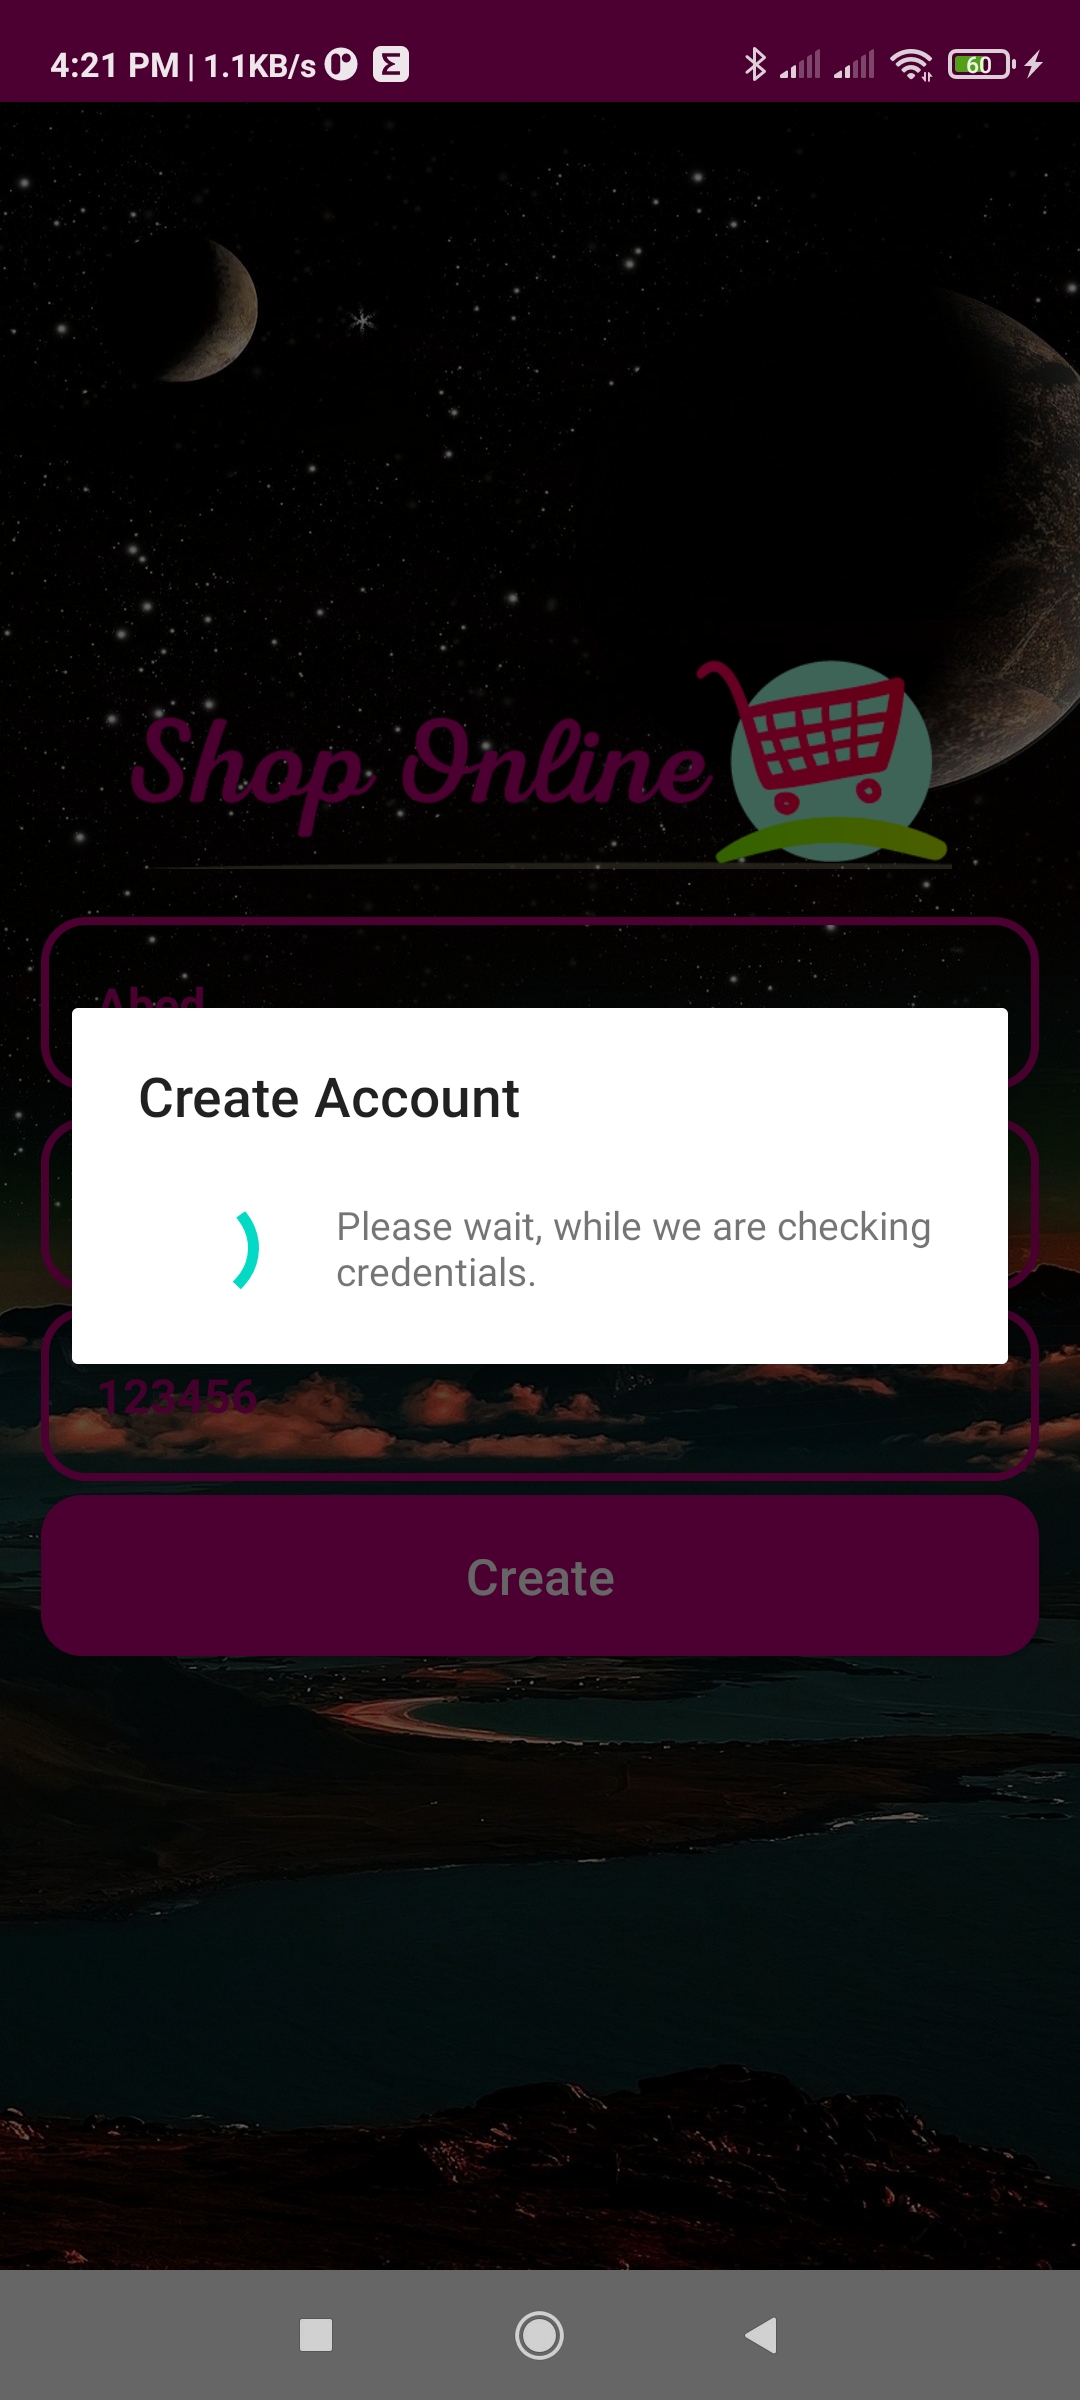 4:21 PM | 1.1KB/s
60
Shop Online
Abed
Create Account
Please wait, while we are checking
credentials.
123456
Create